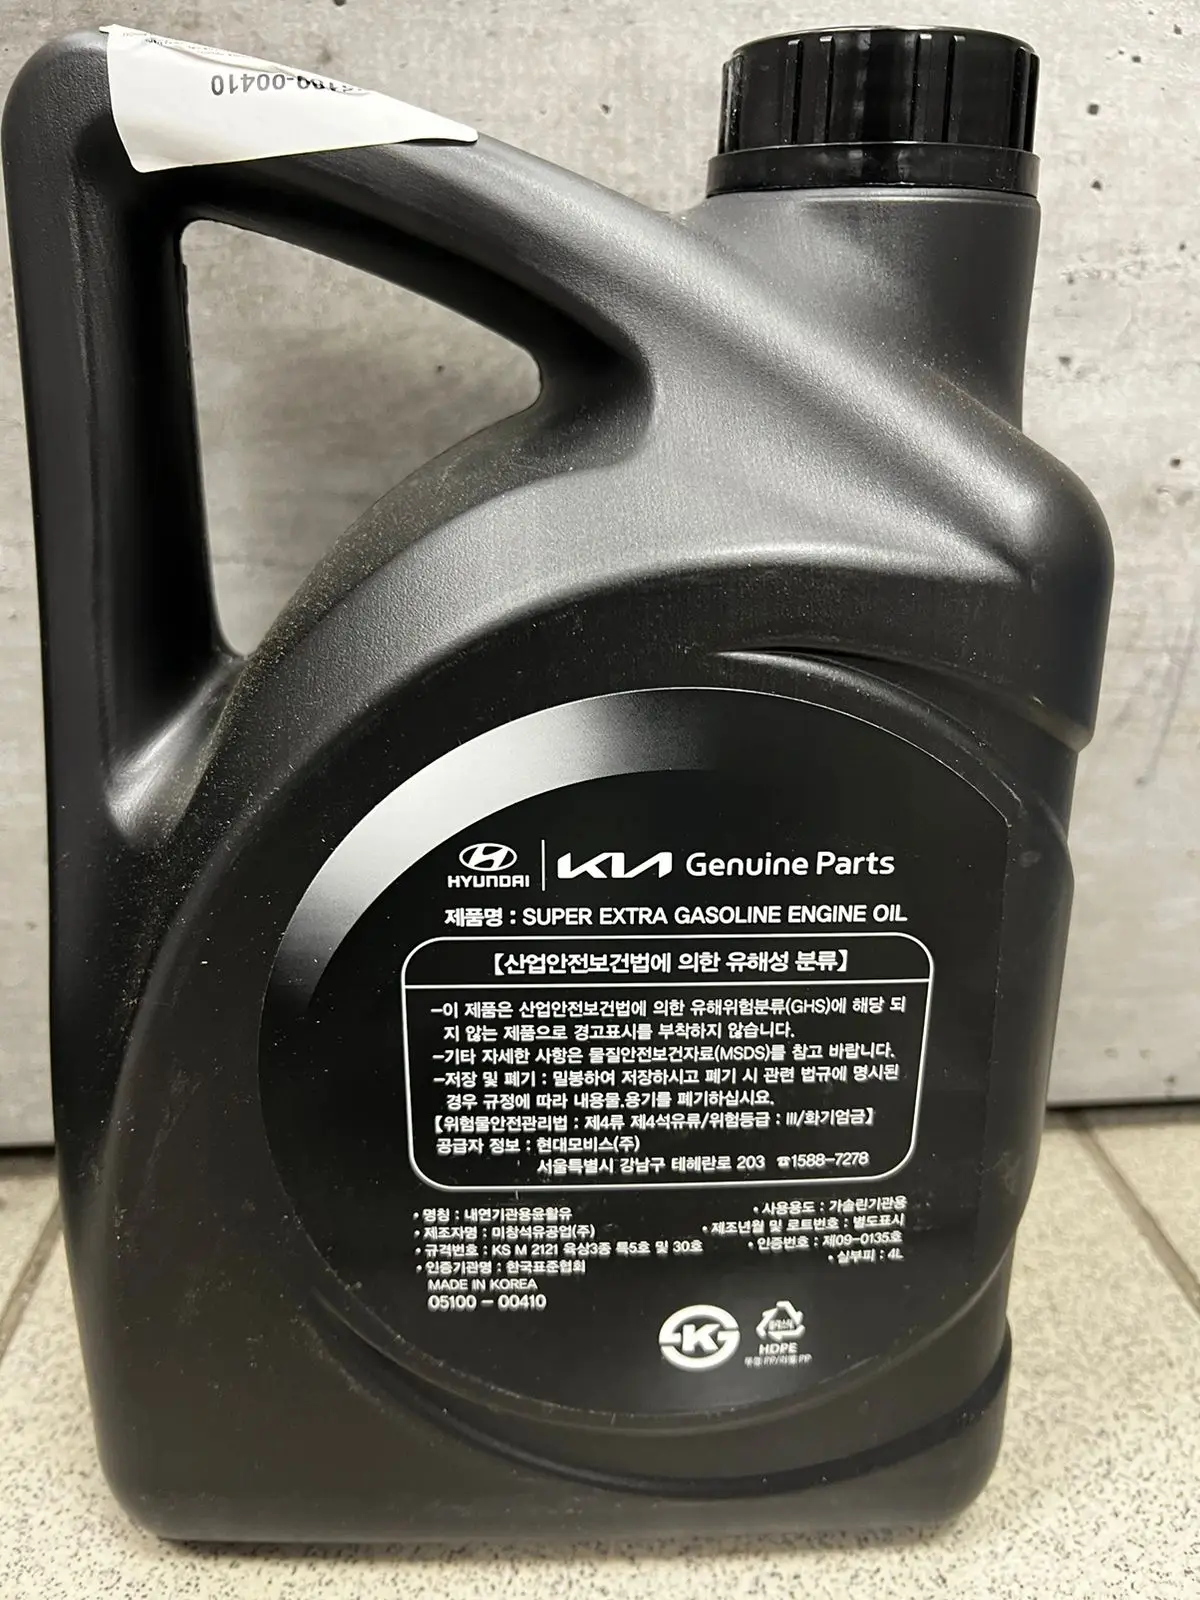 00-00410
HYUNDAI KIA Genuine Parts
제품명 : SUPER EXTRA GASOLINE ENGINE OIL
【산업안전보건법에 의한 유해성 분류】
-이 제품은 산업안전보건법에 의한 유해위험분류(GHS)에 해당 되
지 않는 제품으로 경고표시를 부착하지 않습니다.
-기타 자세한 사항은 물질안전보건자료(MSDS)를 참고 바랍니다.
-저장 및 폐기 : 밀봉하여 저장하시고 폐기 시 관련 법규에 명시된
경우 규정에 따라 내용물.용기를 폐기하십시요.
【위험물안전관리법 : 제4류 제4석유류/위험등급 : III/화기엄금】
공급자 정보 : 현대모비스(주)
서울특별시 강남구 테헤란로 203 ☎1588-7278
• 명칭 : 내연기관용윤활유
• 제조자명 : 미창석유공업(주)
• 규격번호 : KS M 2121 육상3종 특5호 및 30호
• 인증기관명 : 한국표준협회
MADE IN KOREA
05100 - 00410
• 사용용도 : 가솔린기관용
• 제조년월 및 로트번호 : 별도표시
• 인증번호 : 제09-0135호
• 실부피 : 4L
HDPE